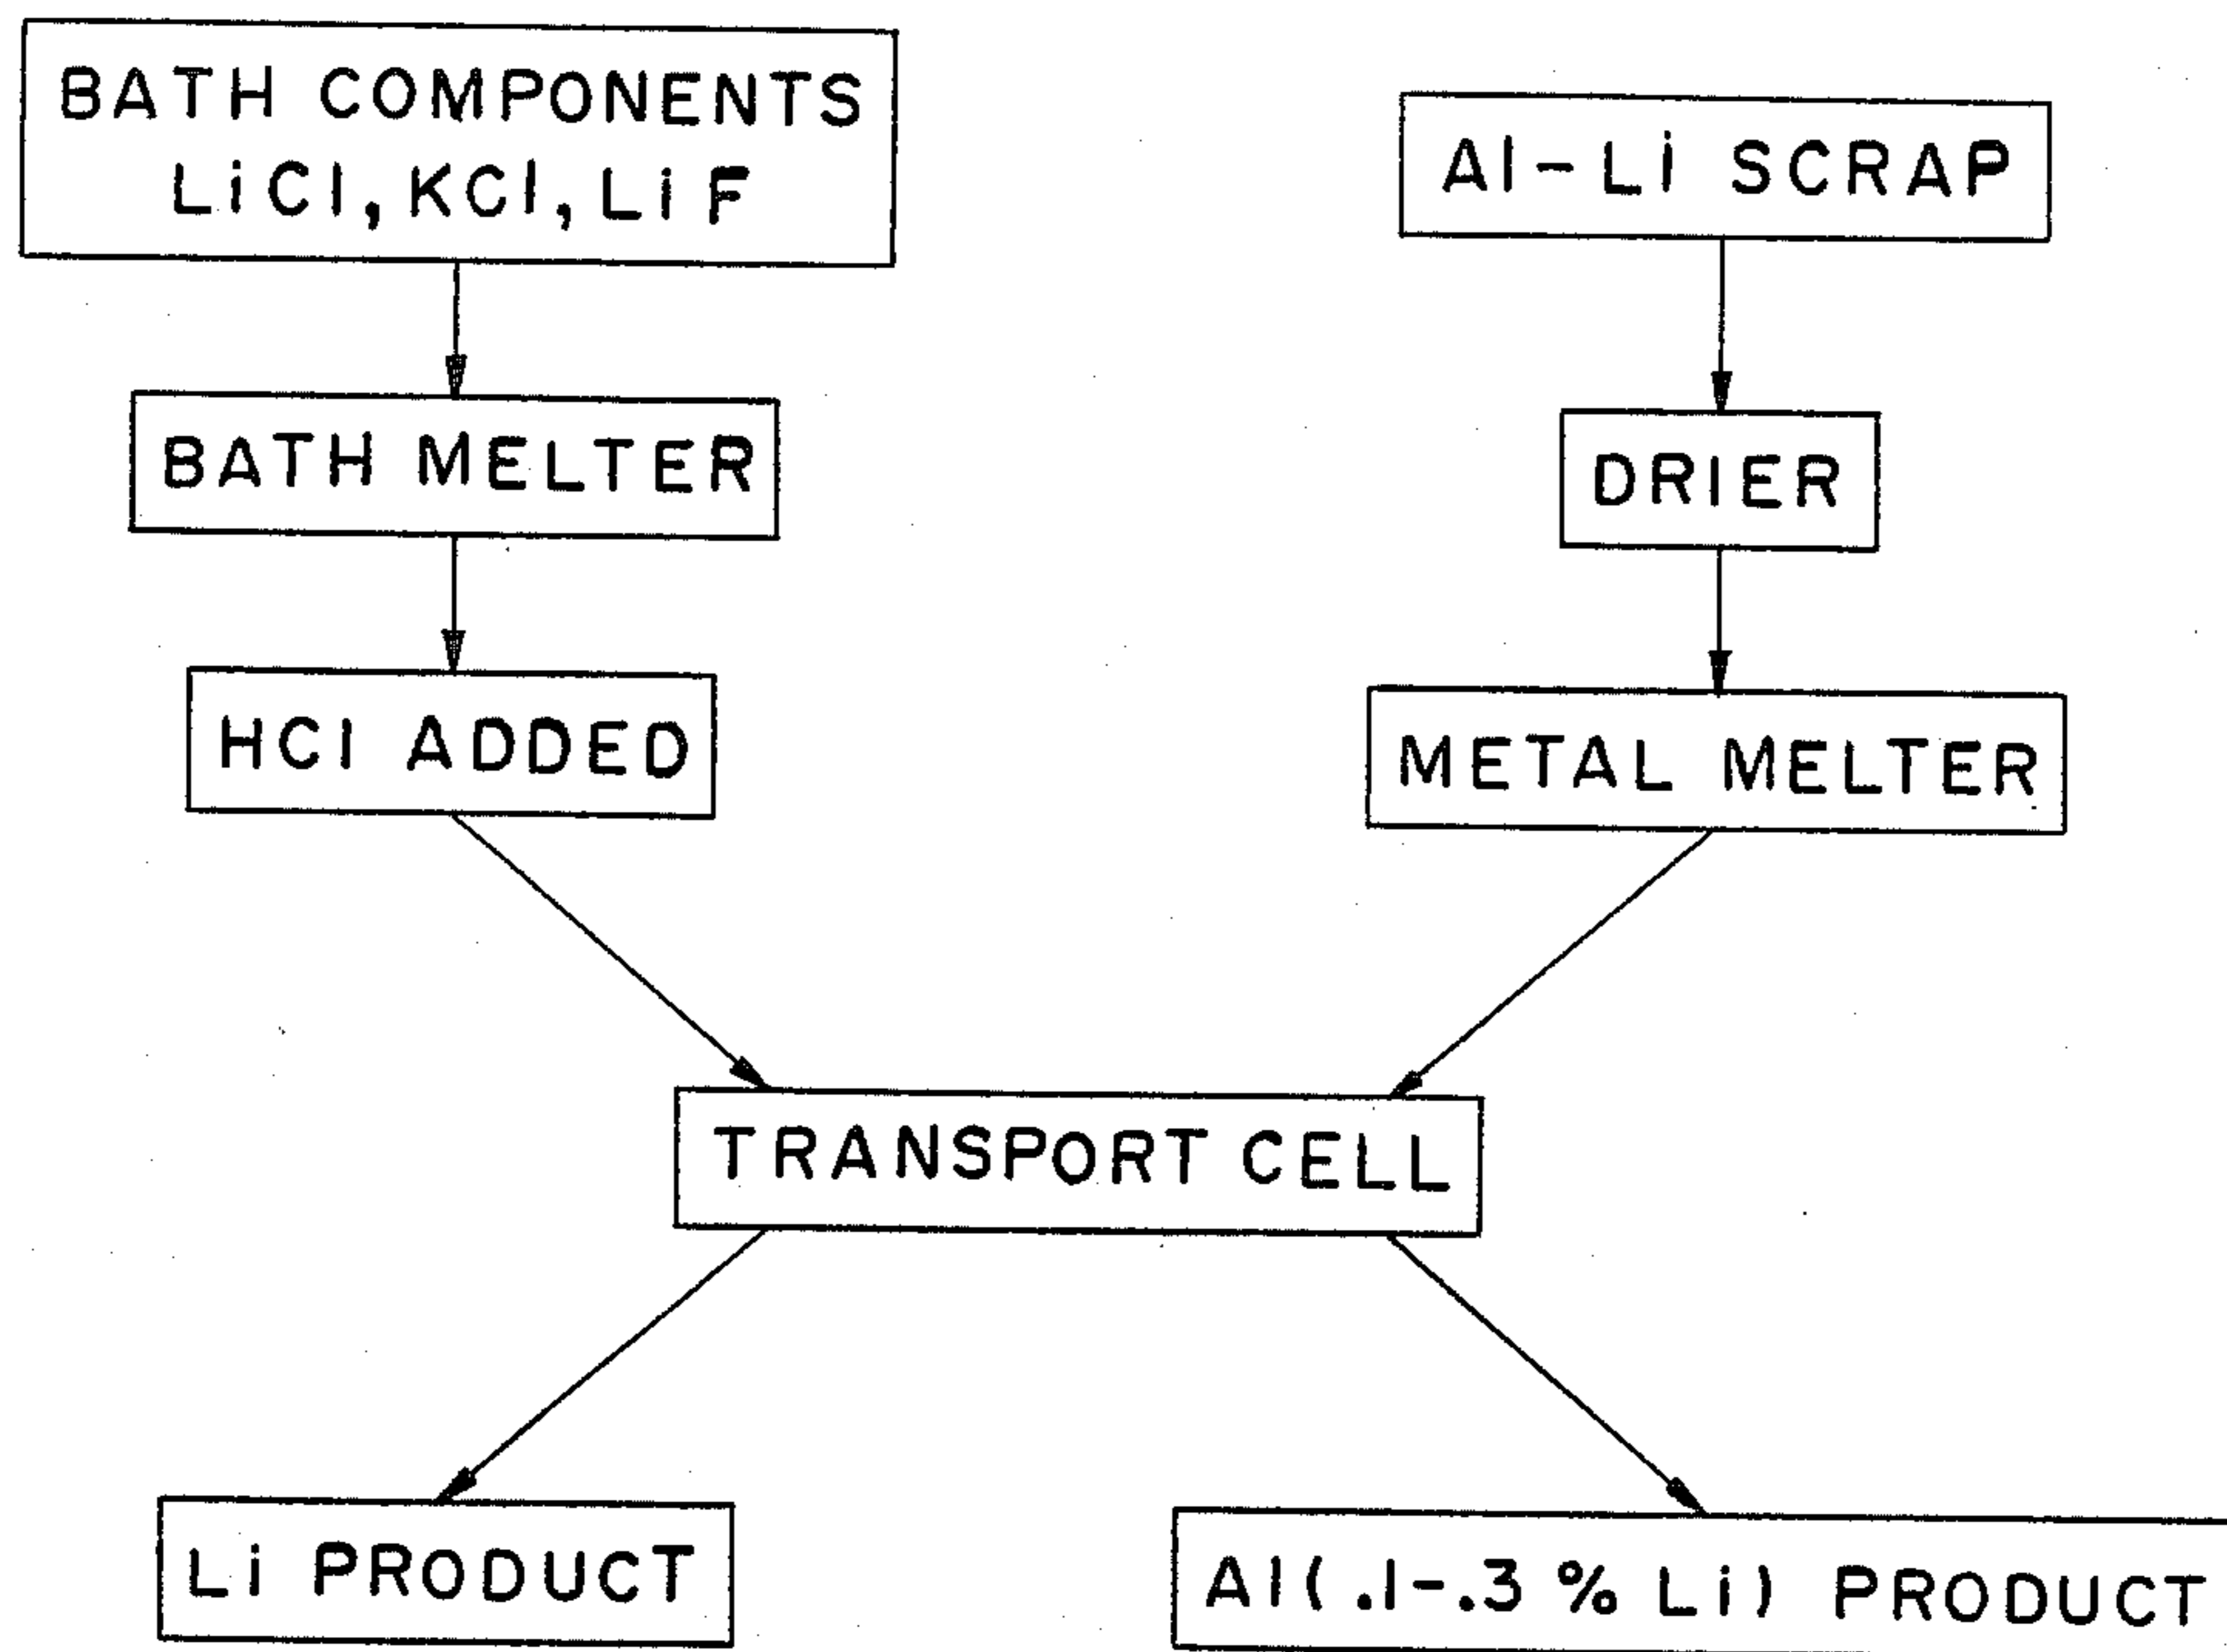 BATH COMPONENTS
LiCl, KCl, LiF
Al-Li SCRAP
BATH MELTER
DRIER
HCl ADDED
METAL MELTER
TRANSPORT CELL
Li PRODUCT
Al(.1-.3% Li) PRODUCT